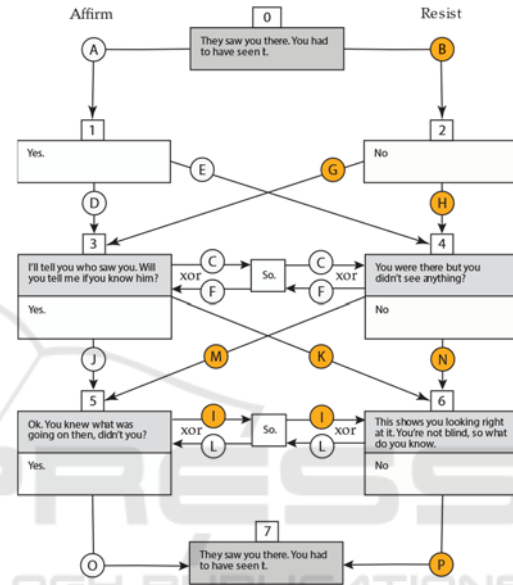 Affirm
Resist
0
They saw you there. You had
to have seen t.
A
B
1
2
Yes.
No
E
G
D
H
3
4
I'll tell you who saw you. Will
you tell me if you know him?
C
xor
F
So.
C
xor
F
You were there but you
didn't see anything?
Yes.
No
J
M
K
N
5
6
Ok. You knew what was
going on then, didn't you?
I
xor
L
So.
I
xor
L
This shows you looking right
at it. You're not blind, so what
do you know.
Yes.
No
7
They saw you there. You had
to have seen t.
O
P